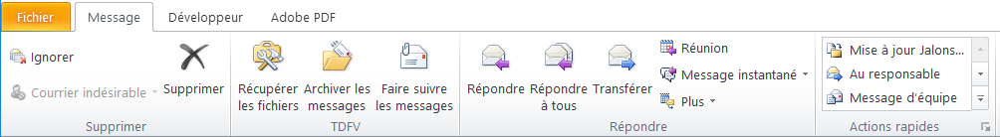 Fichier Message Développeur Adobe PDF
Ignorer
Courrier indésirable
Supprimer
Supprimer
Récupérer les fichiers
Archiver les messages
Faire suivre les messages
TDFV
Répondre
Répondre à tous
Transférer
Réunion
Message instantané
Plus
Répondre
Mise à jour Jalons...
Au responsable
Message d'équipe
Actions rapides